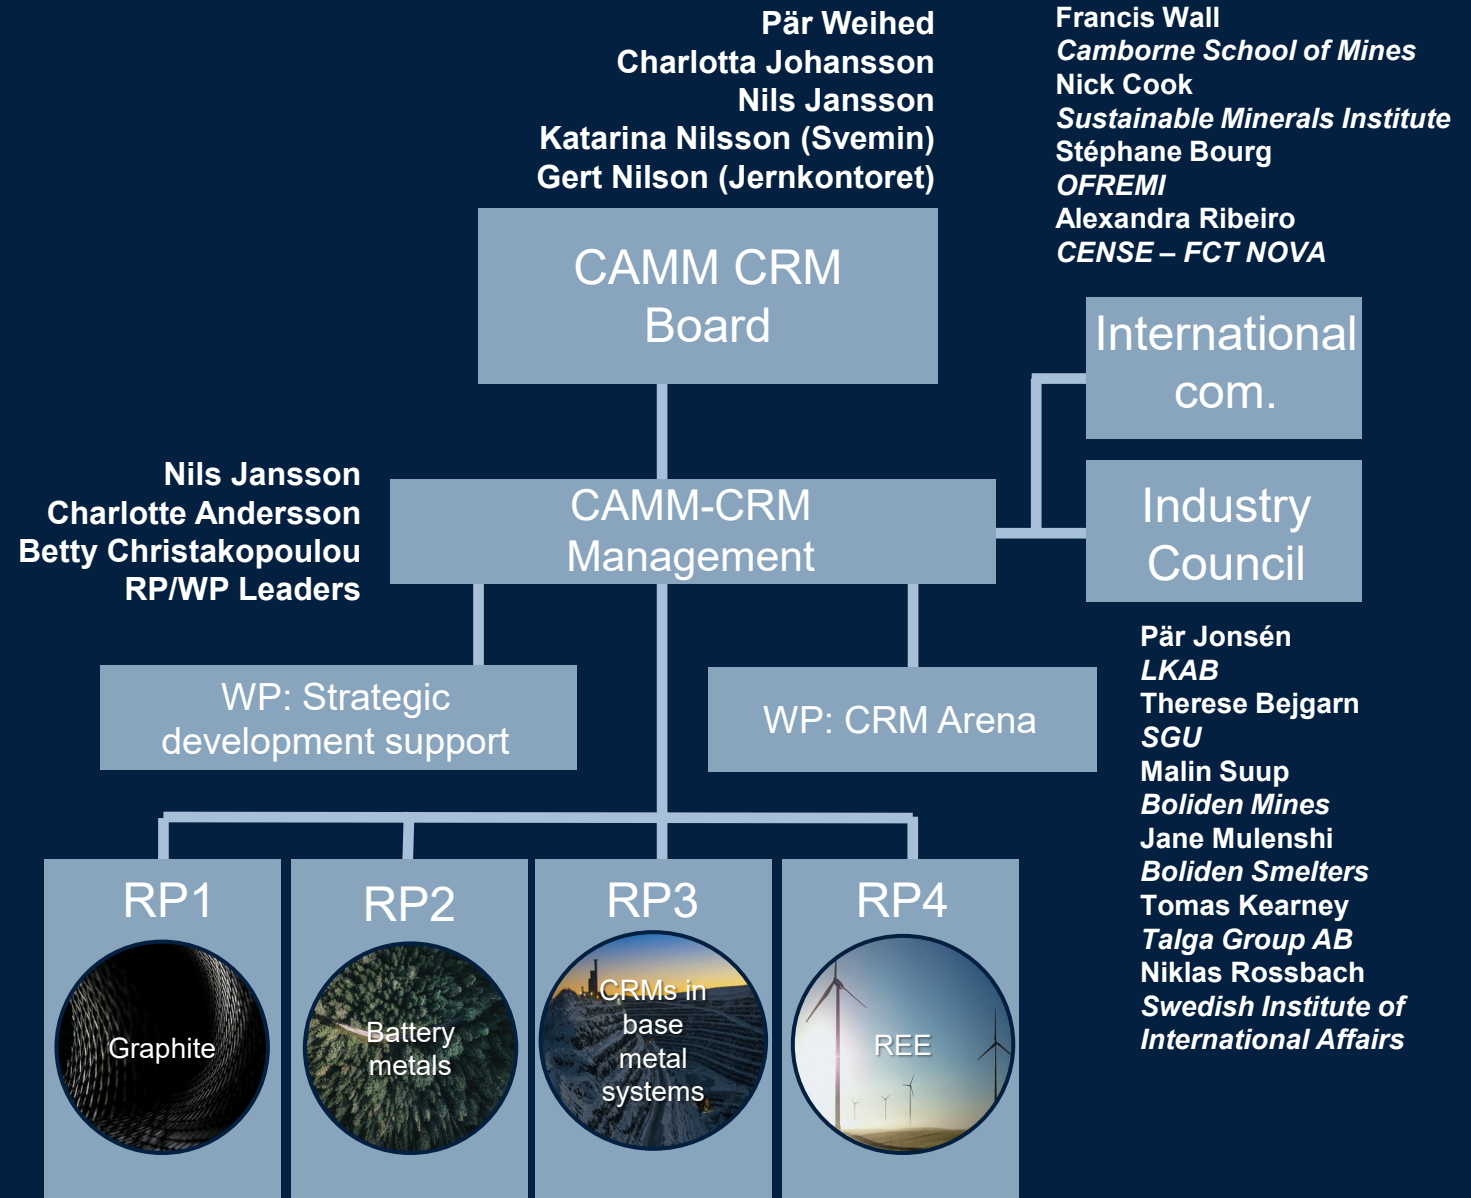 Pär Weihed
Charlotta Johansson
Nils Jansson
Katarina Nilsson (Svemin)
Gert Nilson (Jernkontoret)
Francis Wall
Camborne School of Mines
Nick Cook
Sustainable Minerals Institute
Stéphane Bourg
OFREMI
Alexandra Ribeiro
CENSE – FCT NOVA
CAMM CRM
Board
International
com.
Nils Jansson
Charlotte Andersson
Betty Christakopoulou
RP/WP Leaders
CAMM-CRM
Management
Industry
Council
WP: Strategic
development support
WP: CRM Arena
Pär Jonsén
LKAB
Therese Bejgarn
SGU
Malin Suup
Boliden Mines
Jane Mulenshi
Boliden Smelters
Tomas Kearney
Talga Group AB
Niklas Rossbach
Swedish Institute of
International Affairs
RP1
Graphite
RP2
Battery
metals
RP3
CRMs in
base
metal
systems
RP4
REE